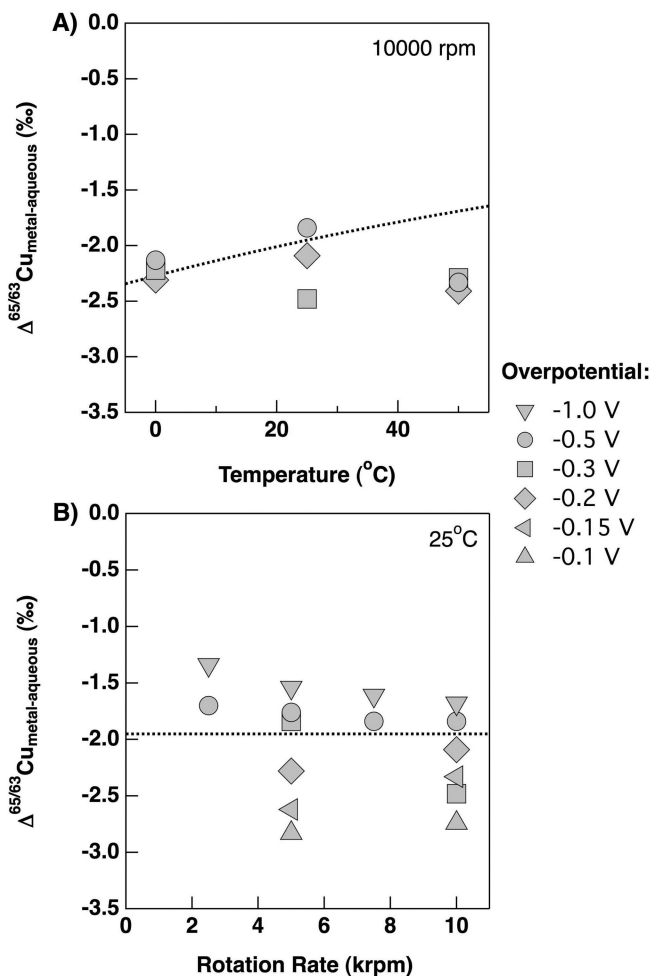 A)
10000 rpm
0.0
-0.5
-1.0
-1.5
-2.0
-2.5
-3.0
-3.5
Δ65/63Cumetal-aqueous (‰)
0 20 40
Temperature (oC)
Overpotential:
-1.0 V
-0.5 V
-0.3 V
-0.2 V
-0.15 V
-0.1 V
B)
25oC
0.0
-0.5
-1.0
-1.5
-2.0
-2.5
-3.0
-3.5
Δ65/63Cumetal-aqueous (‰)
0 2 4 6 8 10
Rotation Rate (krpm)